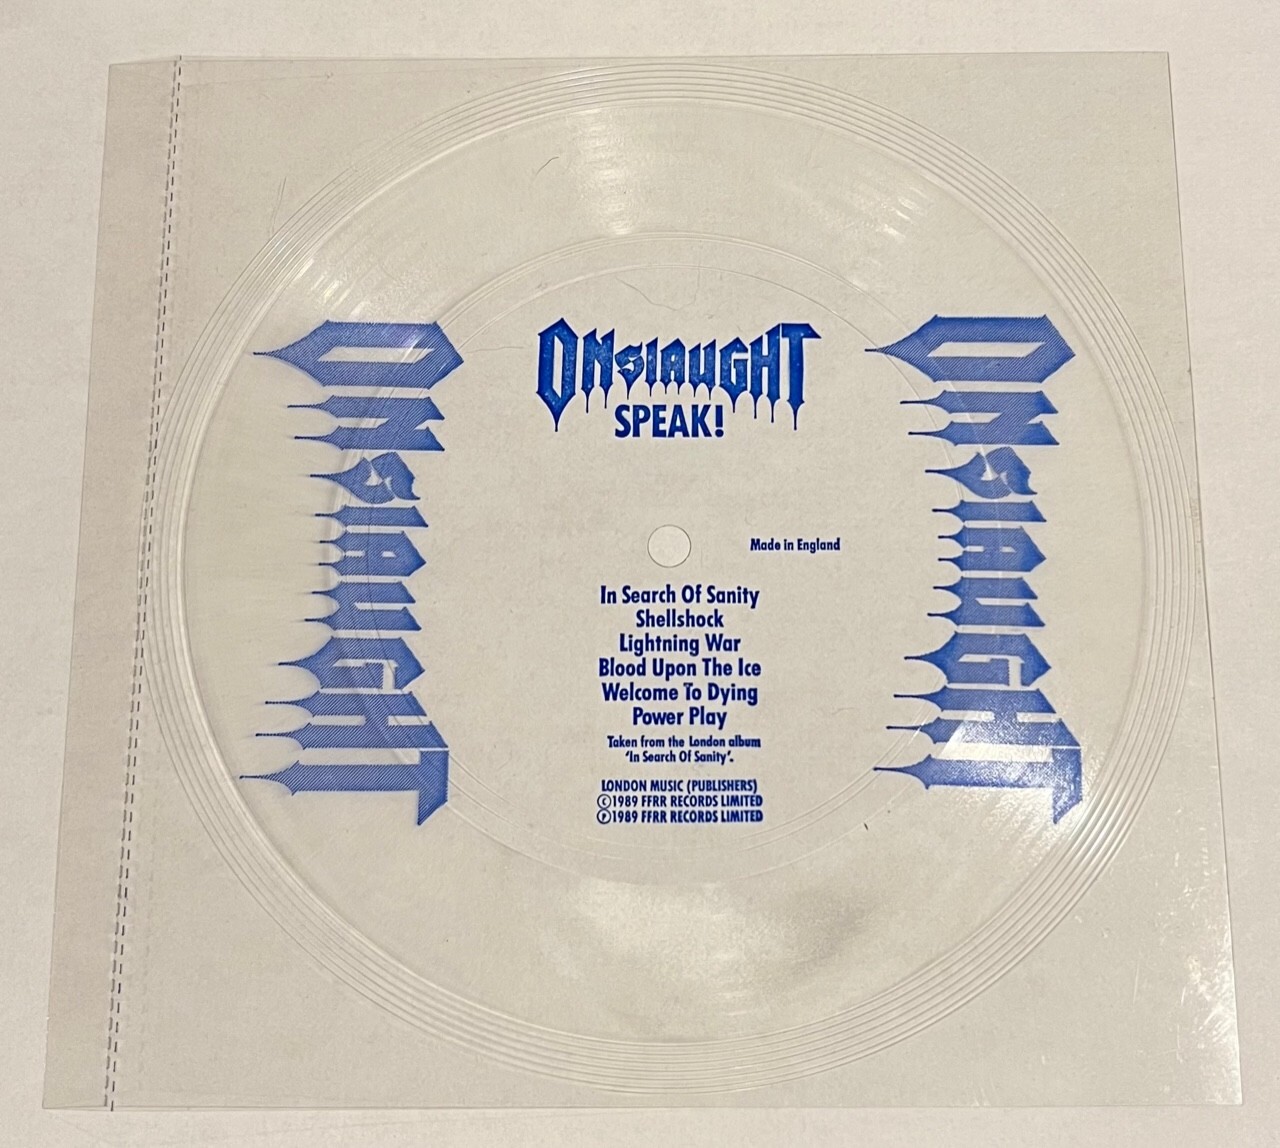 ONSLAUGHT
ONSLAUGHT
SPEAK!
ONSLAUGHT
Made in England
In Search Of Sanity
Shellshock
Lightning War
Blood Upon The Ice
Welcome To Dying
Power Play
Taken from the London album
'In Search Of Sanity'.
LONDON MUSIC (PUBLISHERS)
©1989 FFRR RECORDS LIMITED
℗1989 FFRR RECORDS LIMITED